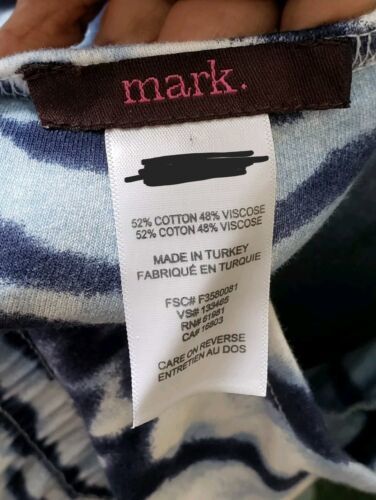 mark.
52% COTTON 48% VISCOSE
52% COTON 48% VISCOSE
MADE IN TURKEY
FABRIQUÉ EN TURQUIE
FSC# F3580081
VS# 133465
RN# 61981
CA# 16803
CARE ON REVERSE
ENTRETIEN AU DOS